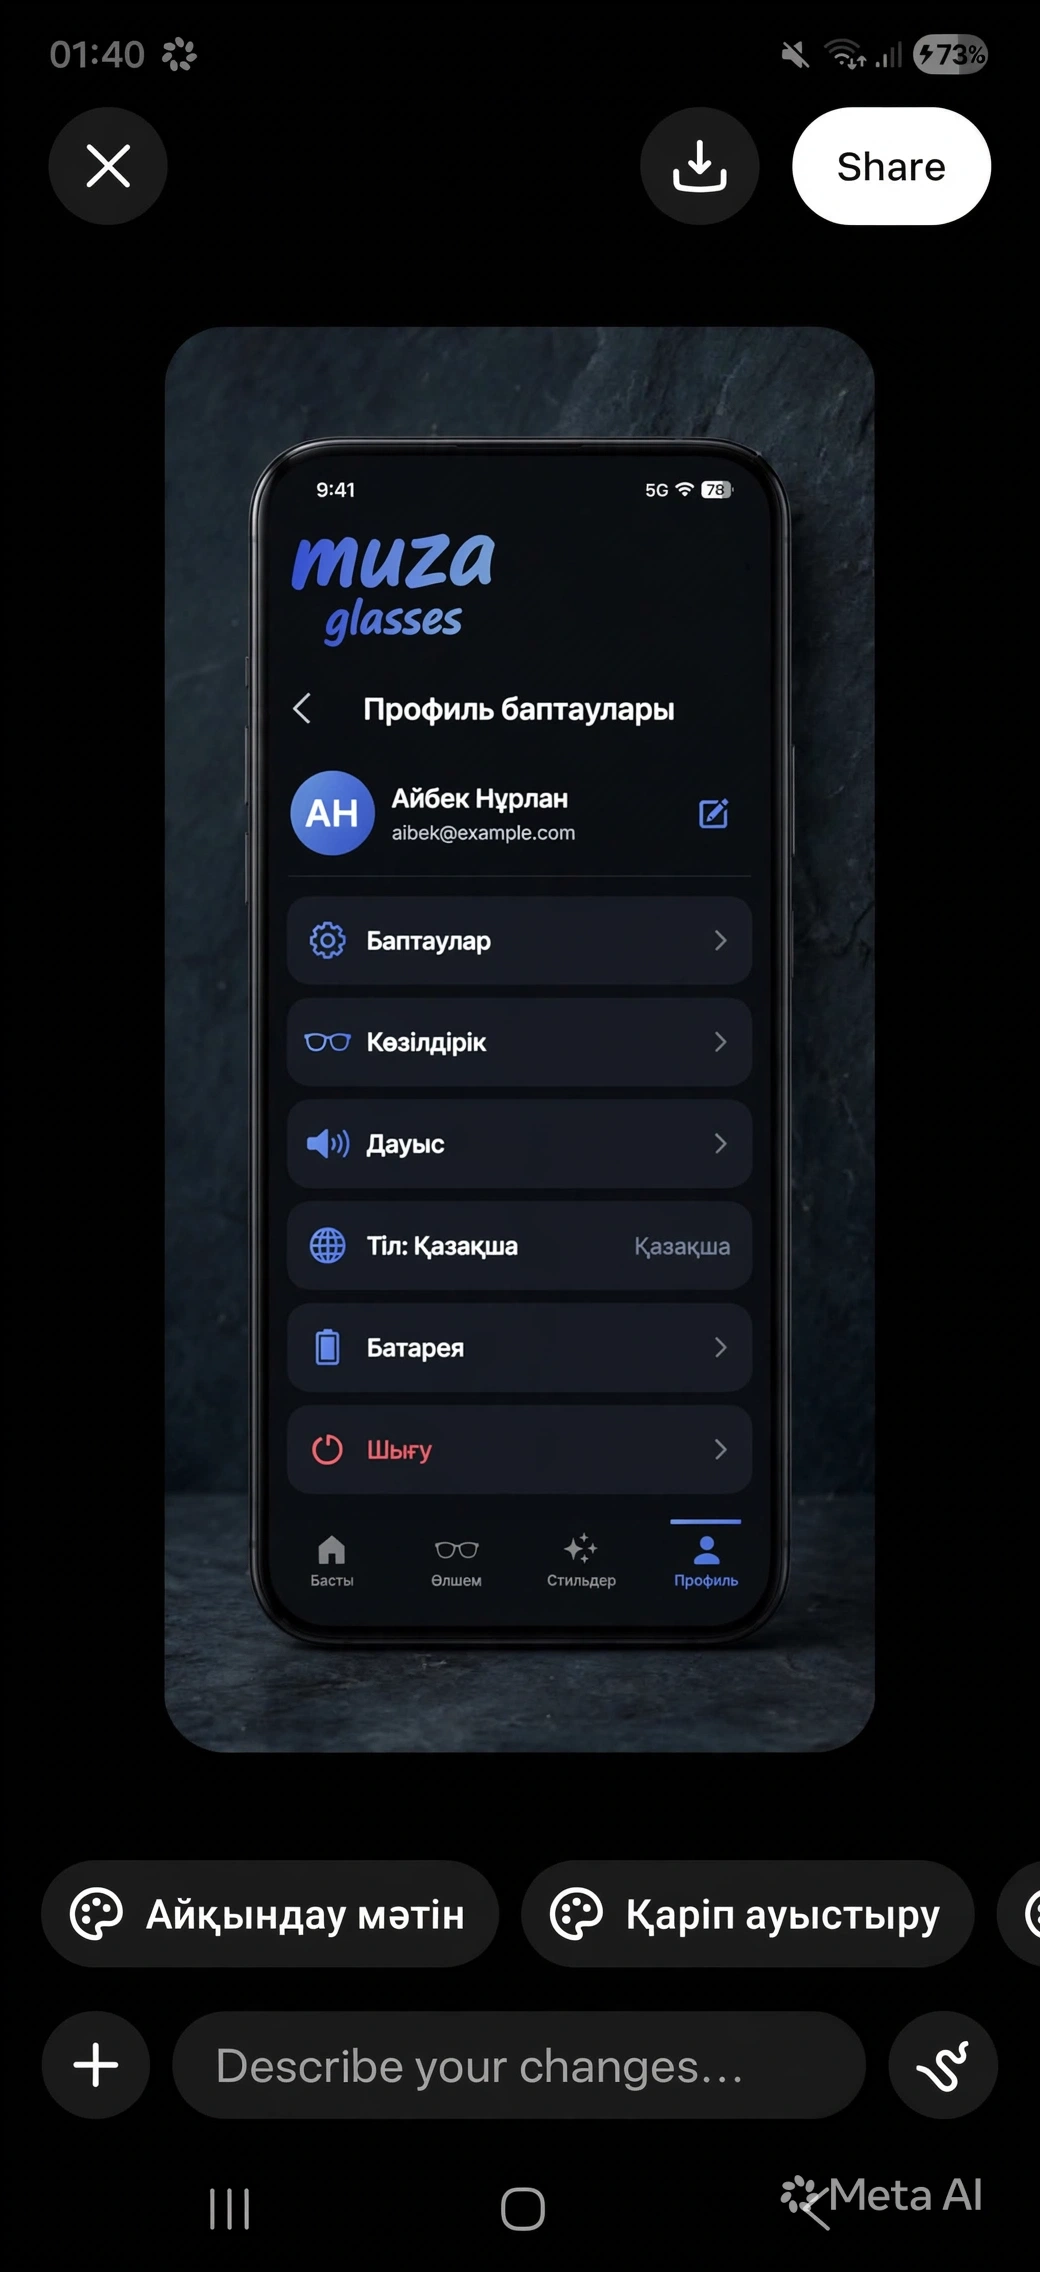 01:40
73%
Share
9:41
5G
78
muza
glasses
Профиль баптаулары
АН
Айбек Нұрлан
aibek@example.com
Баптаулар
Көзілдірік
Дауыс
Тіл: Қазақша
Қазақша
Батарея
Шығу
Басты
Өлшем
Стильдер
Профиль
Айқындау мәтін
Қаріп ауыстыру
Describe your changes...
Meta AI